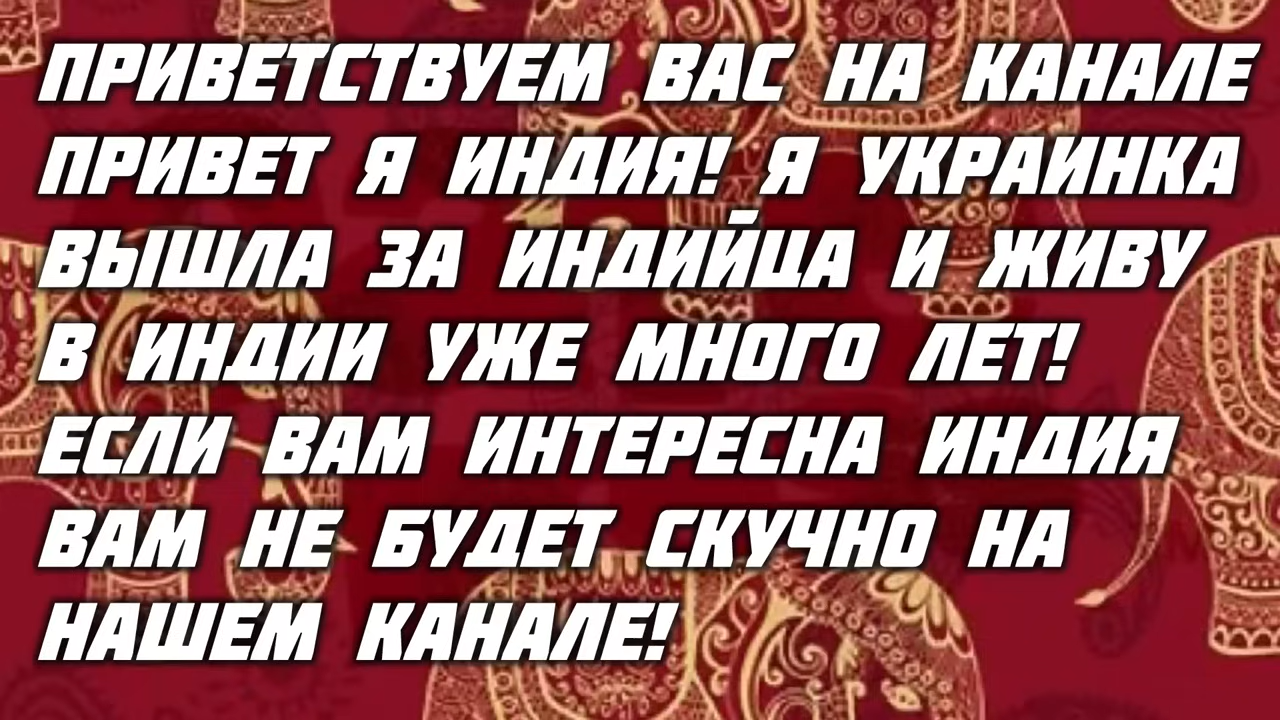 ПРИВЕТСТВУЕМ ВАС НА КАНАЛЕ
ПРИВЕТ Я ИНДИЯ! Я УКРАИНКА
ВЫШЛА ЗА ИНДИЙЦА И ЖИВУ
В ИНДИИ УЖЕ МНОГО ЛЕТ!
ЕСЛИ ВАМ ИНТЕРЕСНА ИНДИЯ
ВАМ НЕ БУДЕТ СКУЧНО НА
НАШЕМ КАНАЛЕ!